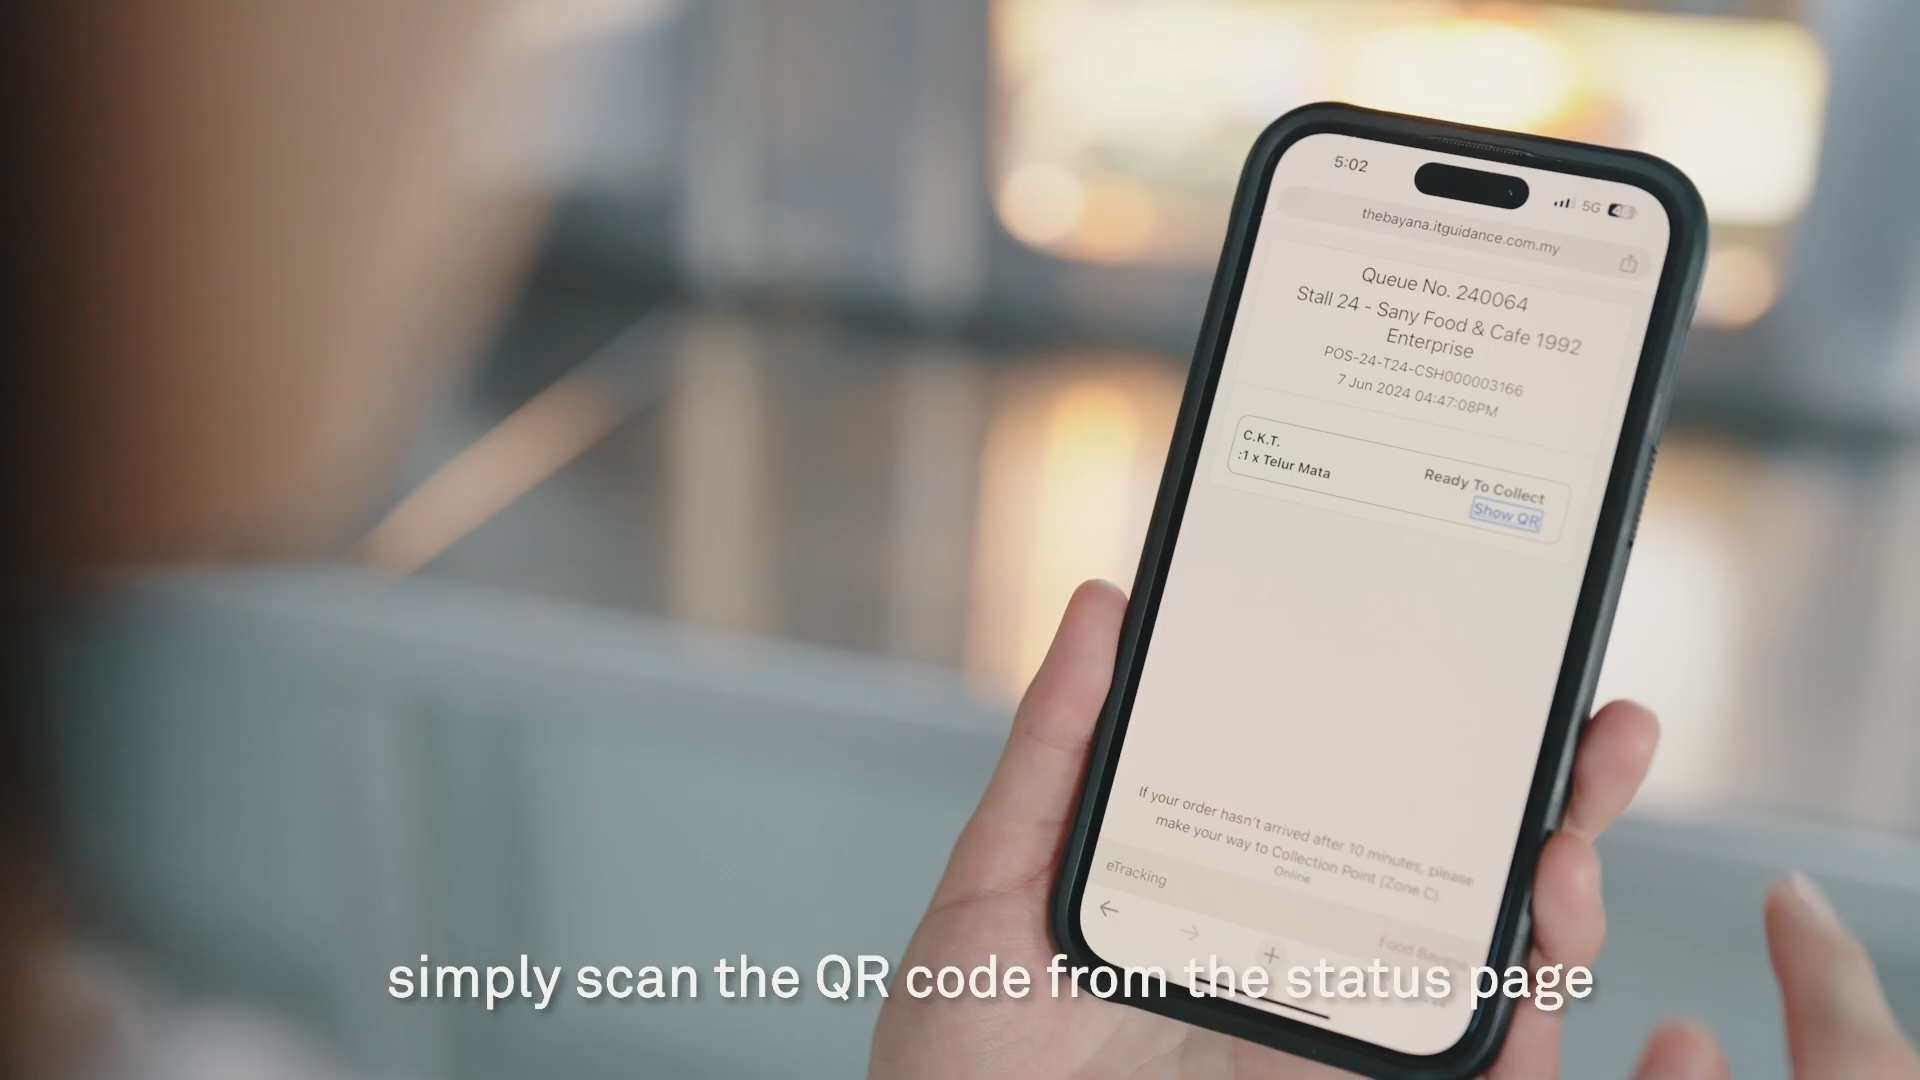 5:02
5G
thebayana.itguidance.com.my
Queue No. 240064
Stall 24 - Sany Food & Cafe 1992
Enterprise
POS-24-T24-CSH000003166
7 Jun 2024 04:47:08PM
C.K.T.
:1 x Telur Mata
Ready To Collect
Show QR
If your order hasn't arrived after 10 minutes, please
make your way to Collection Point (Zone C).
Online
eTracking
Food Bayana
simply scan the QR code from the status page